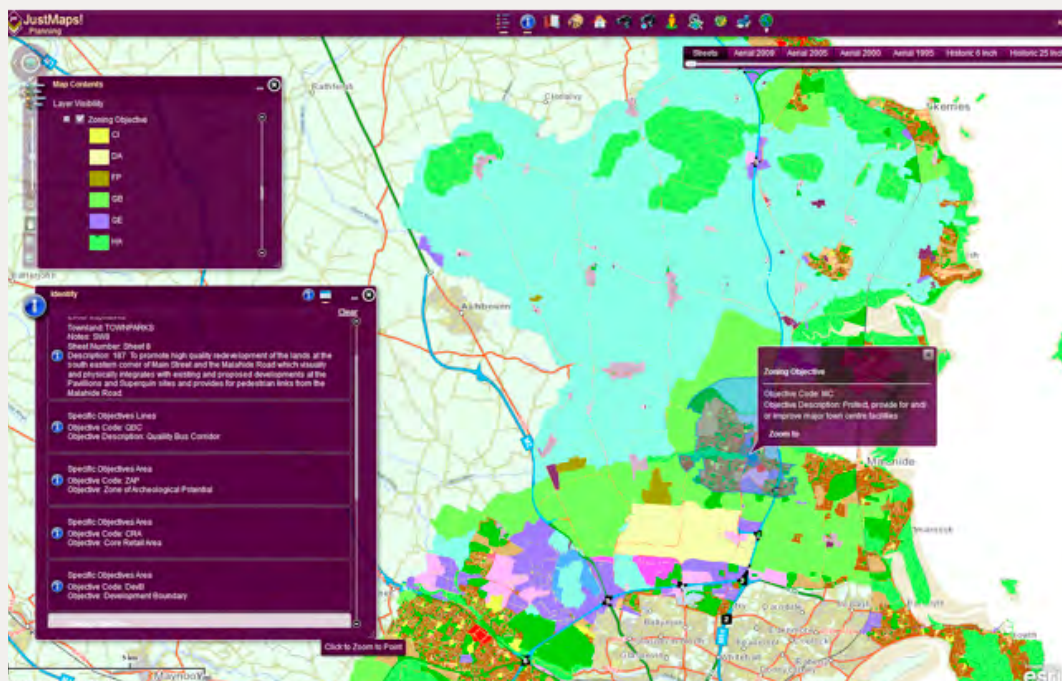 JustMaps!
Planning
Streets Aerial 2009 Aerial 2005 Aerial 2000 Aerial 1995 Historic 6 Inch Historic 25 Inch
Map Contents
Layer Visibility
Zoning Objective
CI
DA
FP
GB
GE
HA
Identify
Clear
Townland: TOWNPARKS
Notes: SW8
Sheet Number: Sheet 8
Description: 187 To promote high quality redevelopment of the lands at the
south eastern corner of Main Street and the Malahide Road which visually
and physically integrates with existing and proposed developments at the
Pavillions and Superquin sites and provides for pedestrian links from the
Malahide Road.
Specific Objectives Lines
Objective Code: QBC
Objective Description: Quality Bus Corridor
Specific Objectives Area
Objective Code: ZAP
Objective: Zone of Archeological Potential
Specific Objectives Area
Objective Code: CRA
Objective: Core Retail Area
Specific Objectives Area
Objective Code: DevB
Objective: Development Boundary
Click to Zoom to Point
Zoning Objective
Objective Code: MC
Objective Description: Protect, provide for and/
or improve major town centre facilities
Zoom to
Skerries
Ashbourne
Malahide
Maynooth
5 km
esri